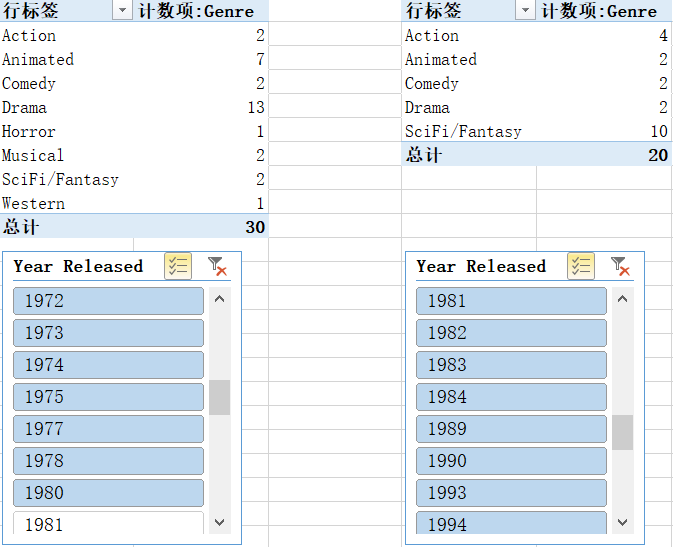 行标签 计数项:Genre
Action 2
Animated 7
Comedy 2
Drama 13
Horror 1
Musical 2
SciFi/Fantasy 2
Western 1
总计 30
Year Released
1972
1973
1974
1975
1977
1978
1980
1981
行标签 计数项:Genre
Action 4
Animated 2
Comedy 2
Drama 2
SciFi/Fantasy 10
总计 20
Year Released
1981
1982
1983
1984
1989
1990
1993
1994